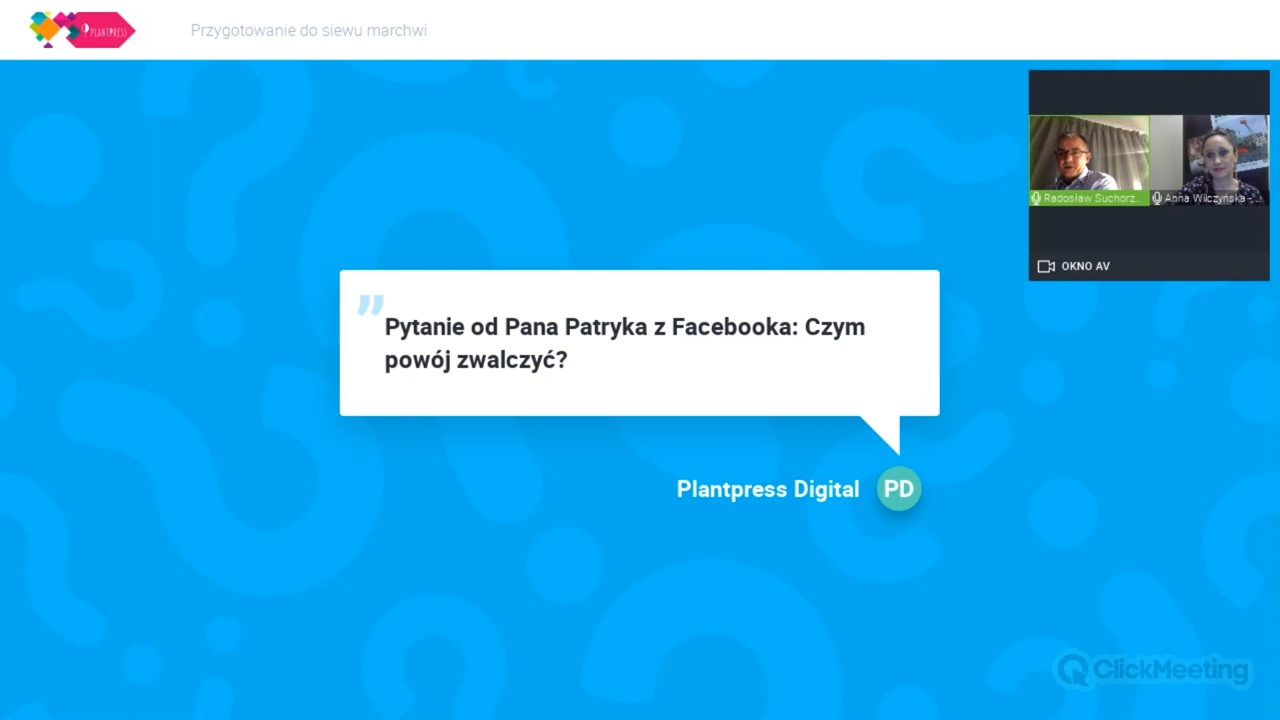 PLANTPRESS
Przygotowanie do siewu marchwi
Radosław Suchorz...
Anna Wilczyńska - ...
OKNO AV
Pytanie od Pana Patryka z Facebooka: Czym
powój zwalczyć?
Plantpress Digital
PD
ClickMeeting